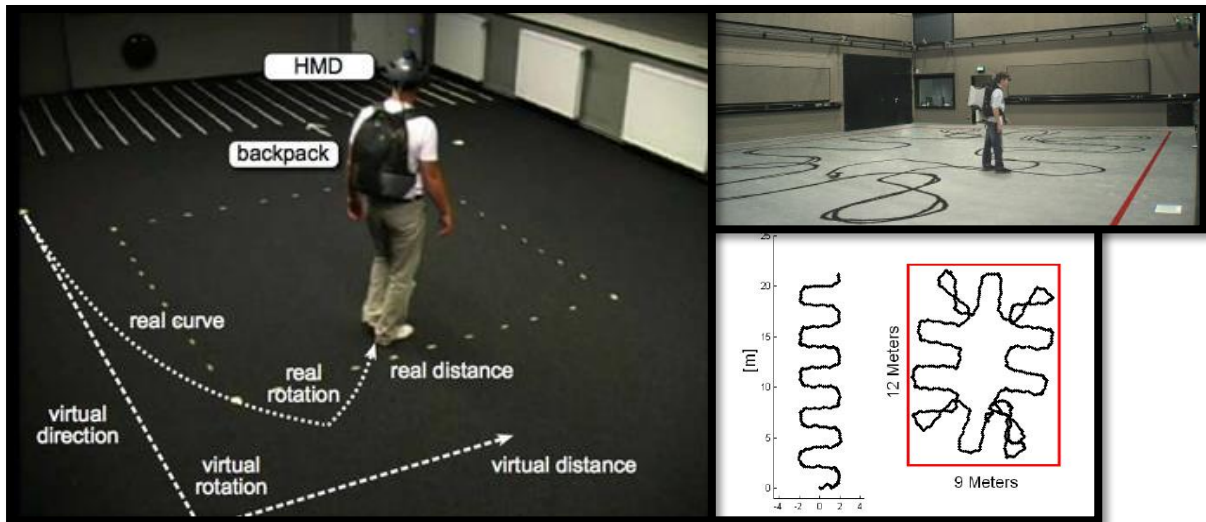 HMD
backpack
real curve
real
rotation
real distance
virtual
direction
virtual
rotation
virtual distance
25
20
15
10
5
0
[m]
-4 -2 0 2 4
12 Meters
9 Meters